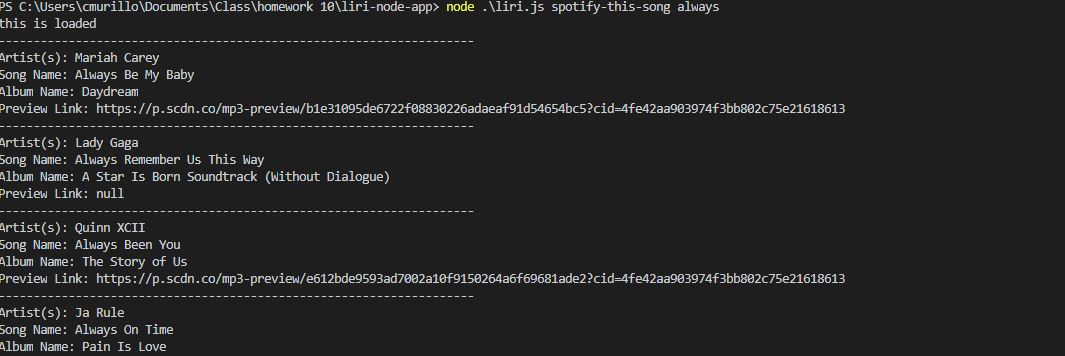 PS C:\Users\cmurillo\Documents\Class\homework 10\liri-node-app> node .\liri.js spotify-this-song always
this is loaded
--------------------------------------------------------------------
Artist(s): Mariah Carey
Song Name: Always Be My Baby
Album Name: Daydream
Preview Link: https://p.scdn.co/mp3-preview/b1e31095de6722f08830226adaeaf91d54654bc5?cid=4fe42aa903974f3bb802c75e21618613
--------------------------------------------------------------------
Artist(s): Lady Gaga
Song Name: Always Remember Us This Way
Album Name: A Star Is Born Soundtrack (Without Dialogue)
Preview Link: null
--------------------------------------------------------------------
Artist(s): Quinn XCII
Song Name: Always Been You
Album Name: The Story of Us
Preview Link: https://p.scdn.co/mp3-preview/e612bde9593ad7002a10f9150264a6f69681ade2?cid=4fe42aa903974f3bb802c75e21618613
--------------------------------------------------------------------
Artist(s): Ja Rule
Song Name: Always On Time
Album Name: Pain Is Love